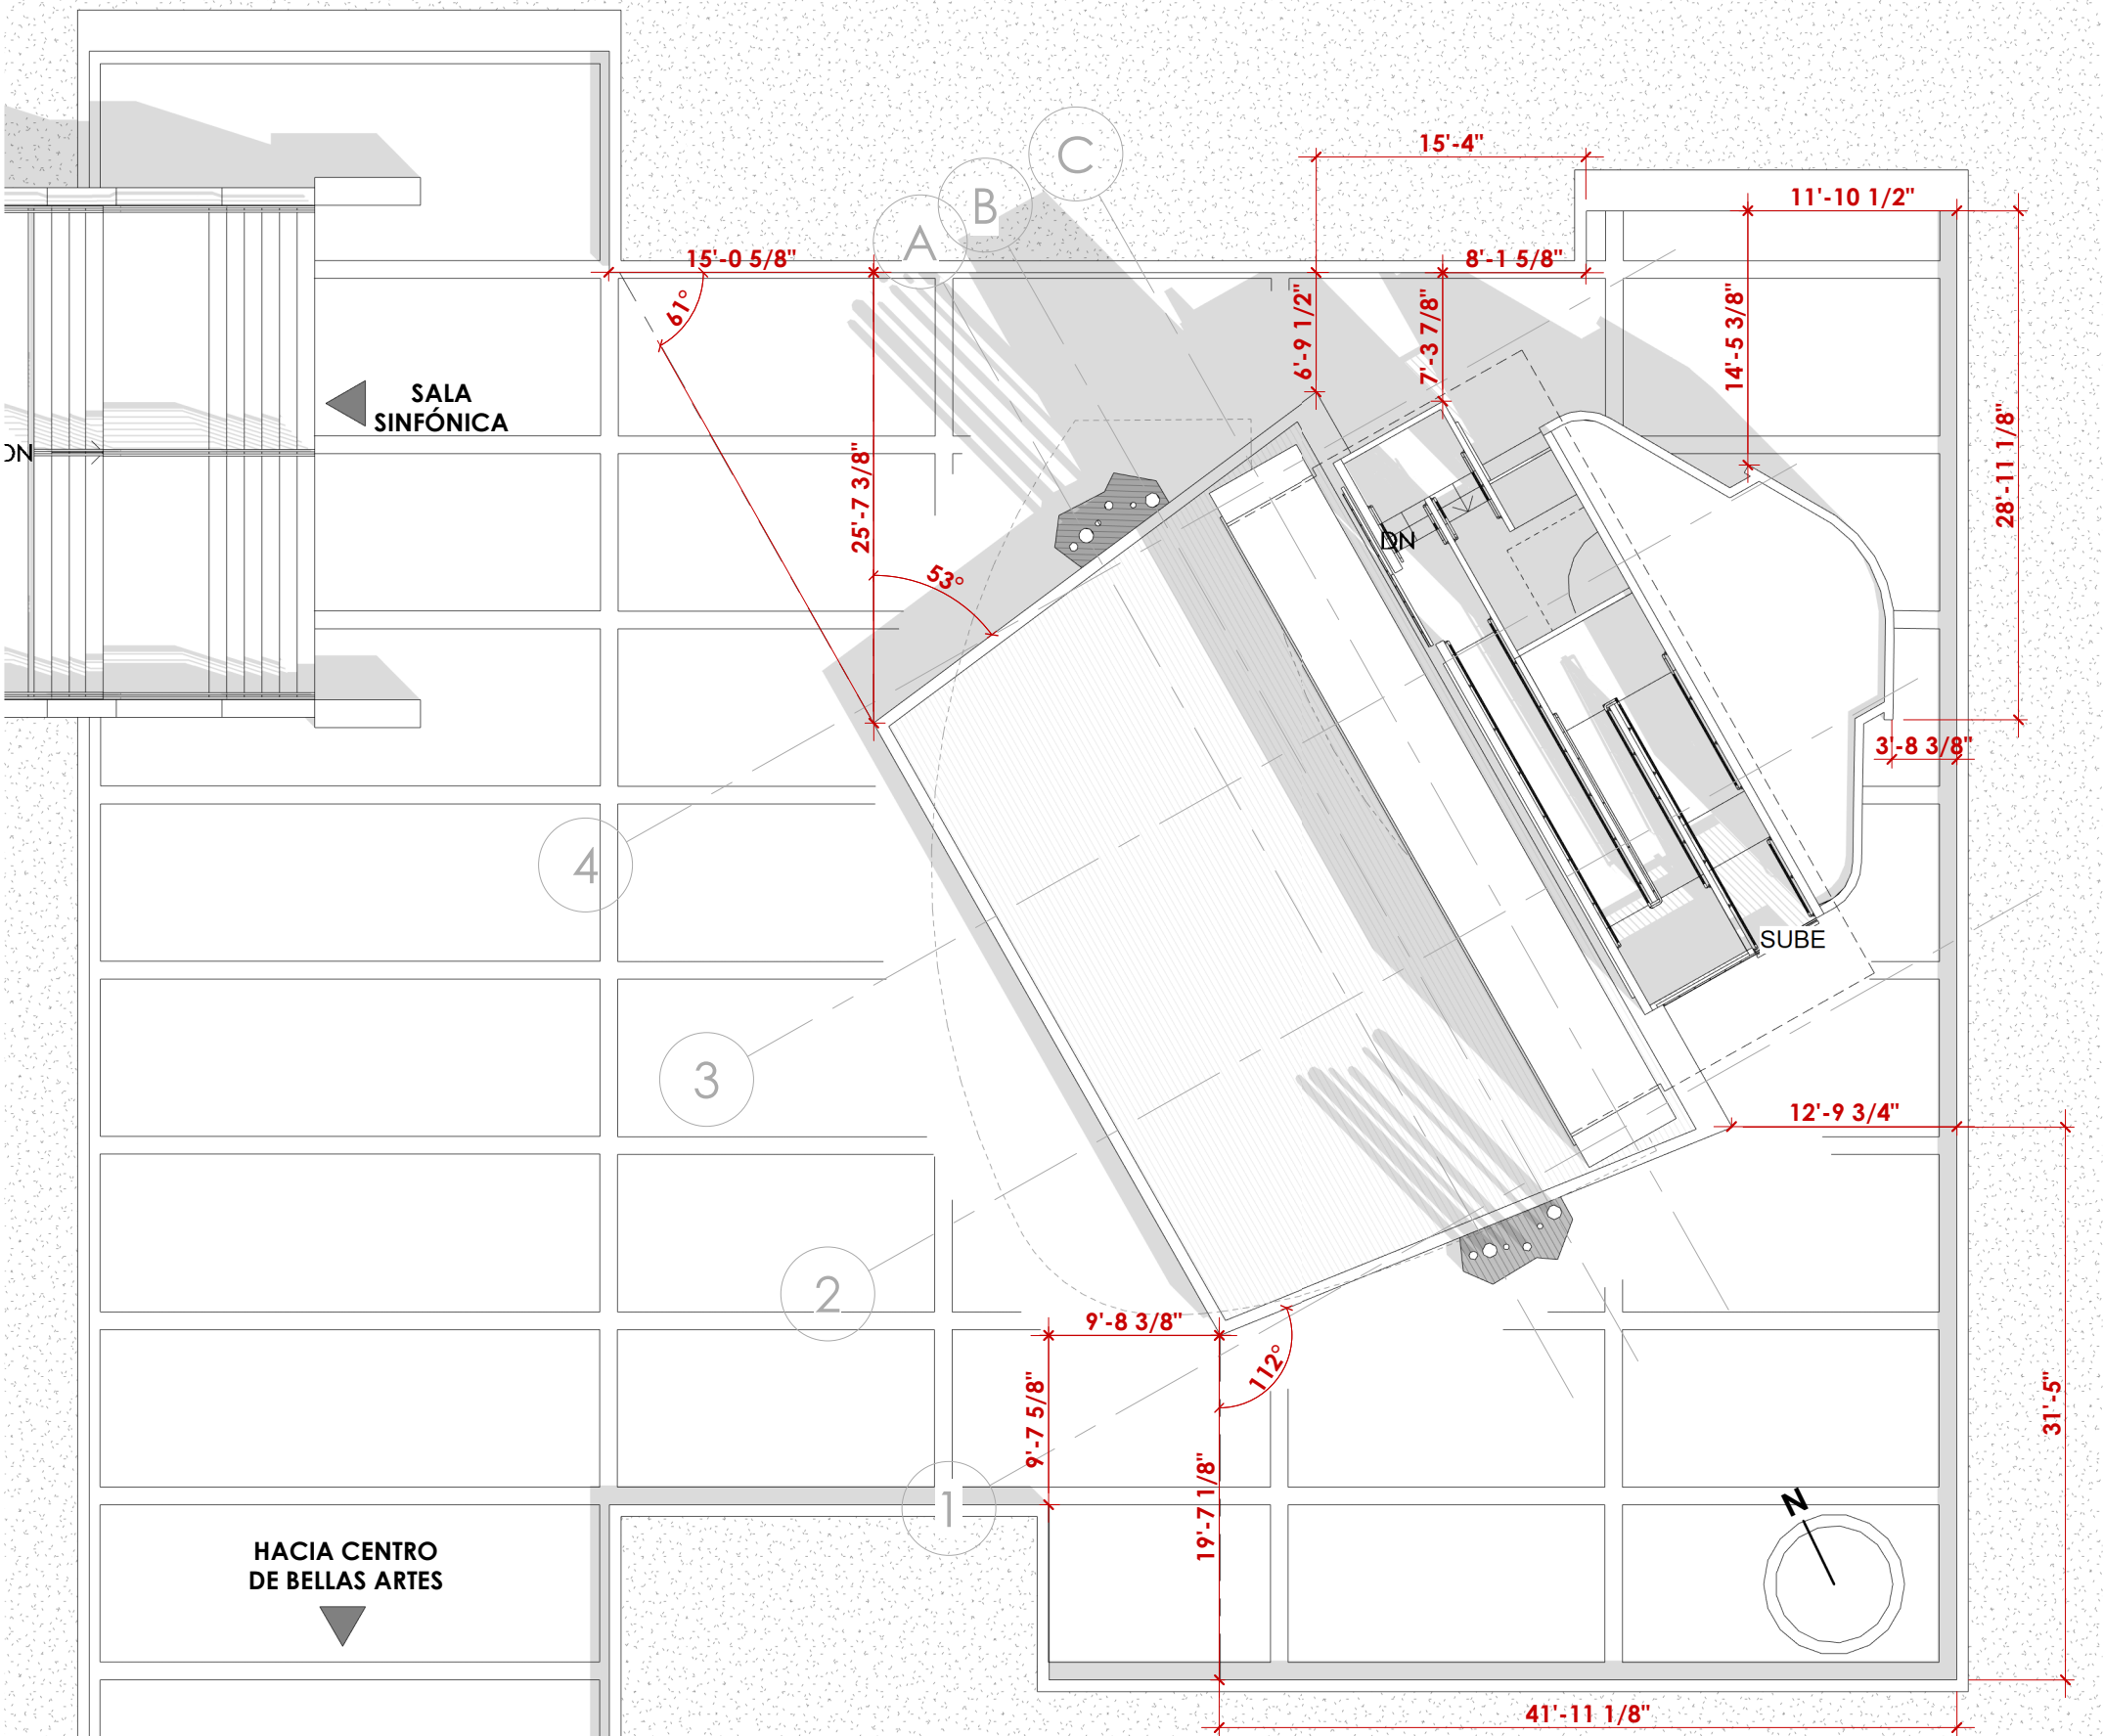 15'-4"
C
B
A
11'-10 1/2"
15'-0 5/8"
8'-1 5/8"
61°
6'-9 1/2"
7'-3 7/8"
14'-5 3/8"
SALA
SINFÓNICA
28'-11 1/8"
25'-7 3/8"
DN
53°
3'-8 3/8"
4
SUBE
3
12'-9 3/4"
2
9'-8 3/8"
112°
9'-7 5/8"
31'-5"
19'-7 1/8"
1
N
HACIA CENTRO
DE BELLAS ARTES
41'-11 1/8"